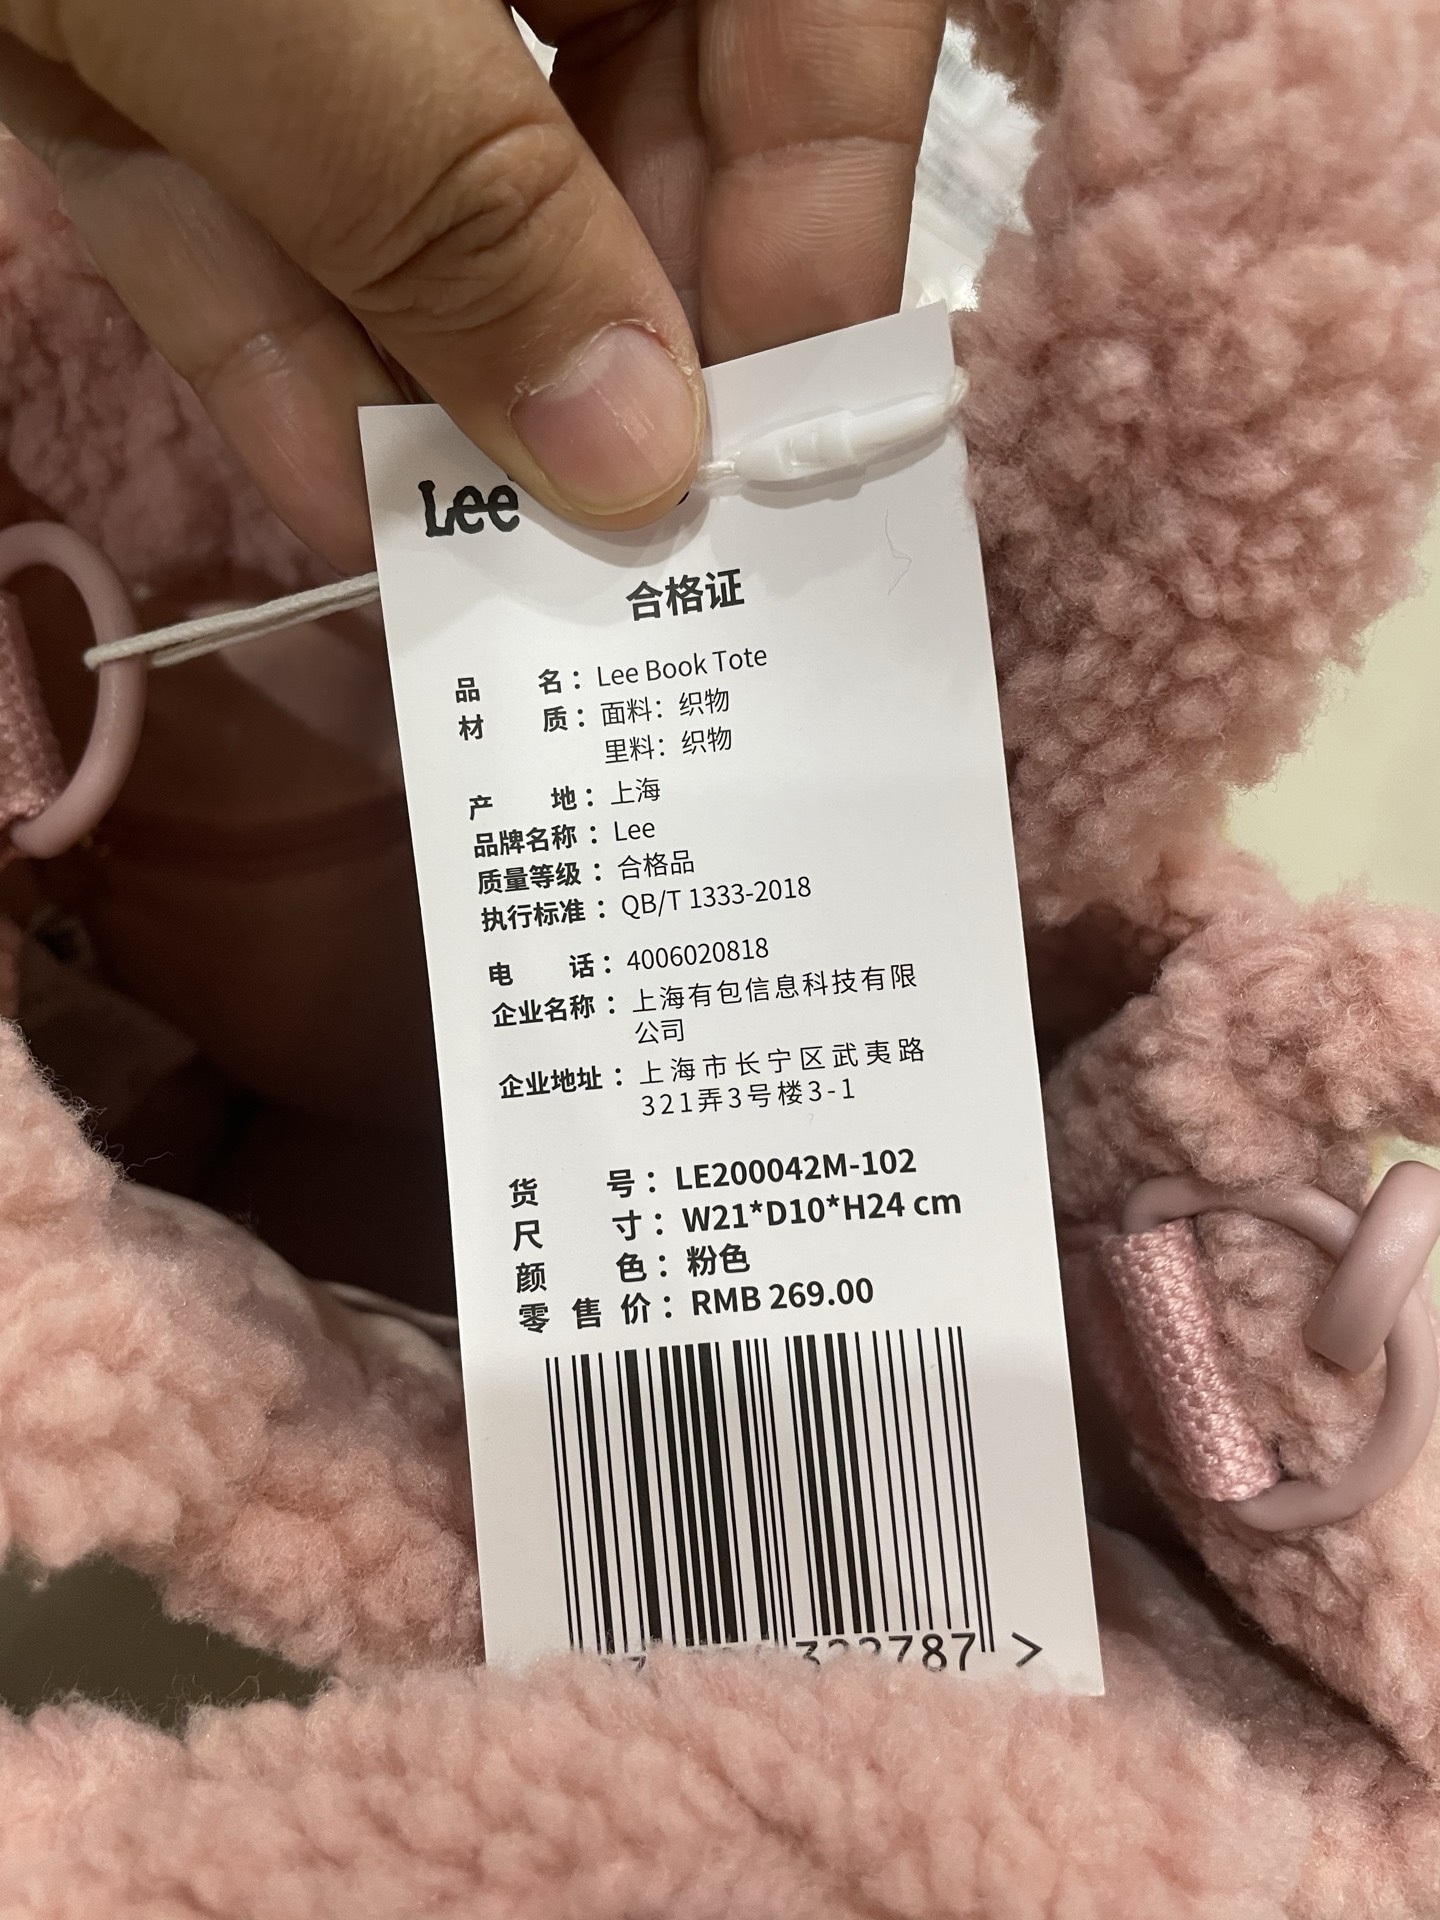 Lee
合格证
品 名：Lee Book Tote
材 质：面料：织物
里料：织物
产 地：上海
品牌名称：Lee
质量等级：合格品
执行标准：QB/T 1333-2018
电 话：4006020818
企业名称：上海有包信息科技有限
公司
企业地址：上海市长宁区武夷路
321弄3号楼3-1
货 号：LE200042M-102
尺 寸：W21*D10*H24 cm
颜 色：粉色
零 售 价：RMB 269.00
787 >